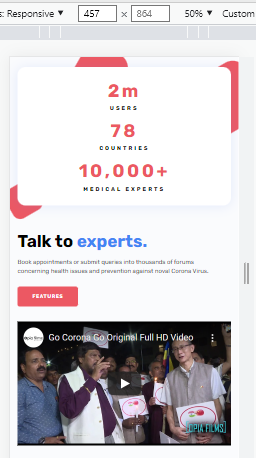 s: Responsive ▼ 457 × 864 50% ▼ Custom
2m
USERS
78
COUNTRIES
10,000+
MEDICAL EXPERTS
Talk to experts.
Book appointments or submit queries into thousands of forums
concerning health issues and prevention against noval Corona Virus.
FEATURES
Go Corona Go Original Full HD Video
UTOPIA FILMS